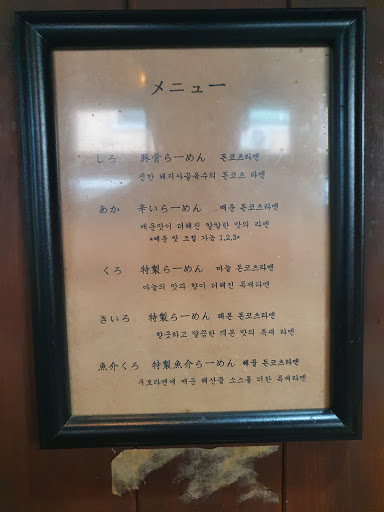 メニュー
しろ 豚骨らーめん 돈코츠라멘
진한 돼지사골육수의 돈코츠 라멘
あか 辛いらーめん 매운 돈코츠라멘
매운맛이 더해진 칼칼한 맛의 라멘
*매운 맛 조절 가능 1,2,3*
くろ 特製らーめん 마늘 돈코츠라멘
마늘의 맛과 향이 더해진 특제라멘
きいろ 特製らーめん 레몬 돈코츠라멘
향긋하고 깔끔한 레몬 맛의 특제 라멘
魚介くろ 特製魚介らーめん 해물 돈코츠라멘
쿠로라멘에 매운 해산물 소스를 더한 특제라멘